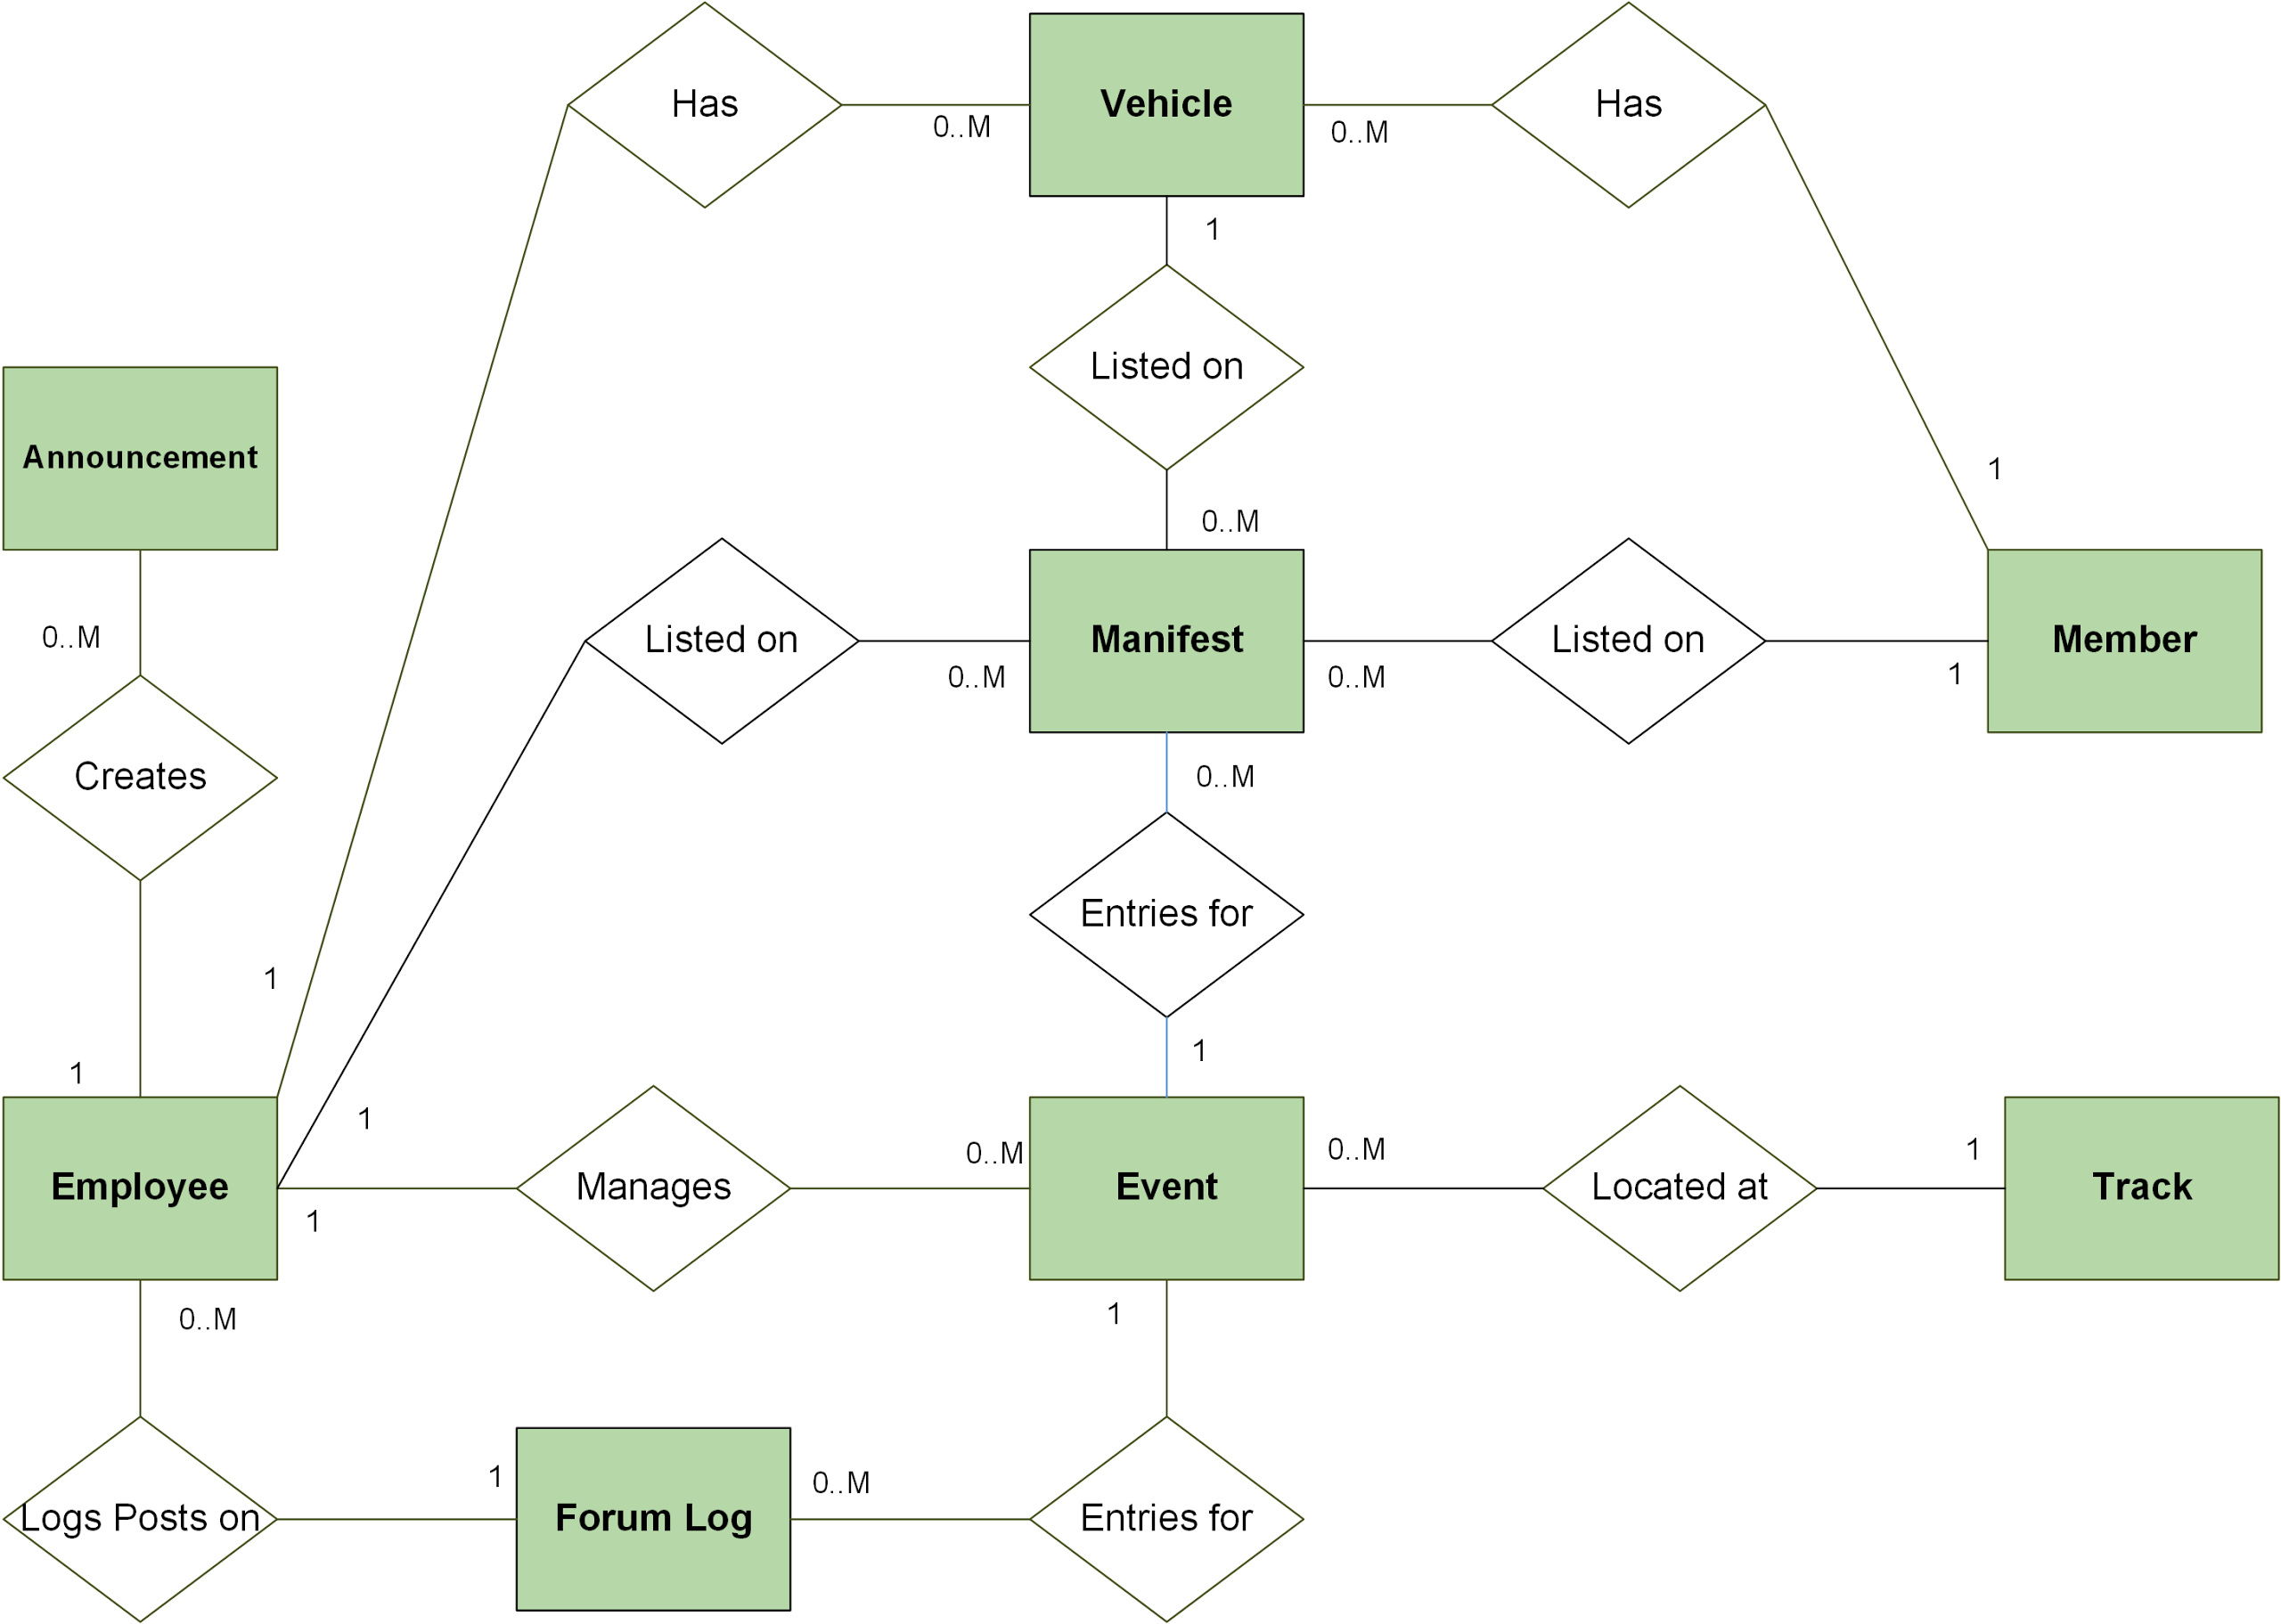 Has
Vehicle
Has
0..M
0..M
1
Listed on
Announcement
1
0..M
0..M
Listed on
Manifest
Listed on
Member
0..M
0..M
1
Creates
0..M
Entries for
1
1
1
1
0..M
0..M
1
Employee
Manages
Event
Located at
Track
1
0..M
1
1
0..M
Logs Posts on
Forum Log
Entries for